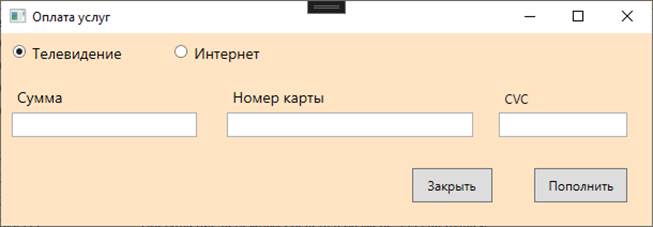 Оплата услуг
Телевидение Интернет
Сумма Номер карты CVC
Закрыть Пополнить